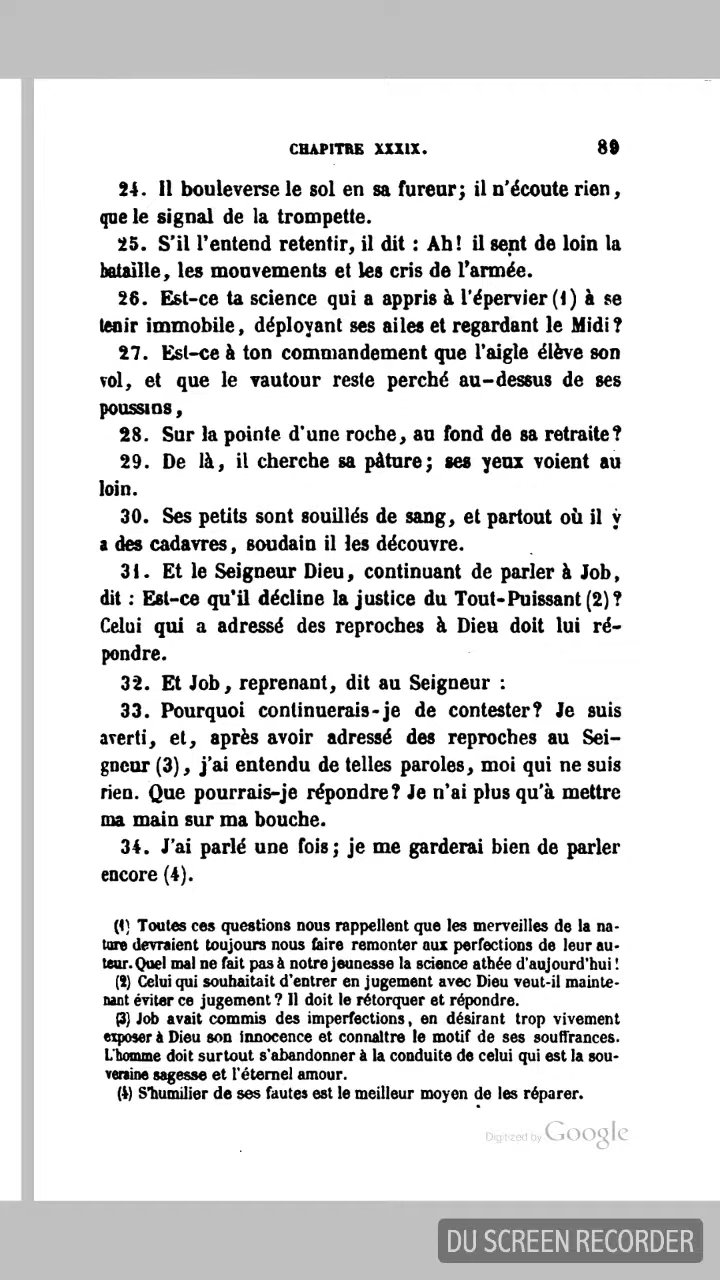 CHAPITRE XXXIX. 89
24. Il bouleverse le sol en sa fureur; il n'écoute rien,
que le signal de la trompette.
25. S'il l'entend retentir, il dit : Ah! il sent de loin la
bataille, les mouvements et les cris de l'armée.
26. Est-ce ta science qui a appris à l'épervier (1) à se
tenir immobile, déployant ses ailes et regardant le Midi?
27. Est-ce à ton commandement que l'aigle élève son
vol, et que le vautour reste perché au-dessus de ses
poussins,
28. Sur la pointe d'une roche, au fond de sa retraite?
29. De là, il cherche sa pâture; ses yeux voient au
loin.
30. Ses petits sont souillés de sang, et partout où il y
a des cadavres, soudain il les découvre.
31. Et le Seigneur Dieu, continuant de parler à Job,
dit : Est-ce qu'il décline la justice du Tout-Puissant (2)?
Celui qui a adressé des reproches à Dieu doit lui ré-
pondre.
32. Et Job, reprenant, dit au Seigneur :
33. Pourquoi continuerais-je de contester? Je suis
averti, et, après avoir adressé des reproches au Sei-
gneur (3), j'ai entendu de telles paroles, moi qui ne suis
rien. Que pourrais-je répondre? Je n'ai plus qu'à mettre
ma main sur ma bouche.
34. J'ai parlé une fois; je me garderai bien de parler
encore (4).
(1) Toutes ces questions nous rappellent que les merveilles de la na-
ture devraient toujours nous faire remonter aux perfections de leur au-
teur. Quel mal ne fait pas à notre jeunesse la science athée d'aujourd'hui!
(2) Celui qui souhaitait d'entrer en jugement avec Dieu veut-il mainte-
nant éviter ce jugement? Il doit le rétorquer et répondre.
(3) Job avait commis des imperfections, en désirant trop vivement
exposer à Dieu son innocence et connaître le motif de ses souffrances.
L'homme doit surtout s'abandonner à la conduite de celui qui est la sou-
veraine sagesse et l'éternel amour.
(4) S'humilier de ses fautes est le meilleur moyen de les réparer.
Digitized by Google
DU SCREEN RECORDER